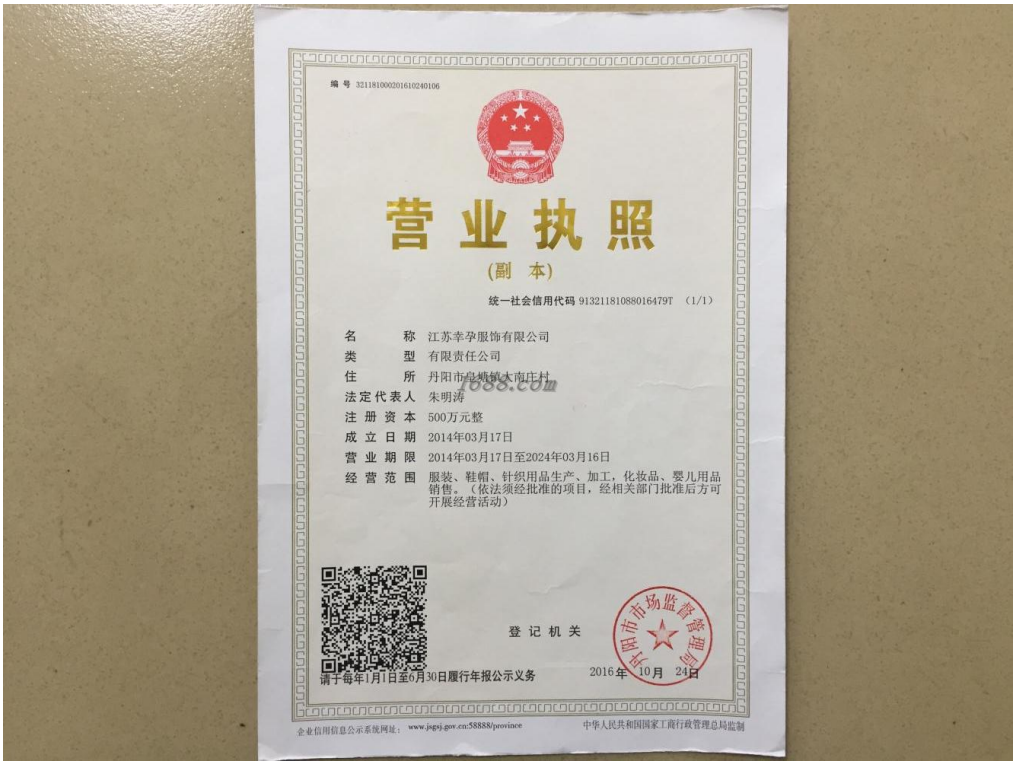 编 号 321181000201610240106
营业执照
(副 本)
统一社会信用代码 91321181088016479T (1/1)
名 称 江苏幸孕服饰有限公司
类 型 有限责任公司
住 所 丹阳市皇塘镇大南庄村
1688.com
法定代表人 朱明涛
注 册 资 本 500万元整
成 立 日 期 2014年03月17日
营 业 期 限 2014年03月17日至2024年03月16日
经 营 范 围 服装、鞋帽、针织用品生产、加工,化妆品、婴儿用品
销售。(依法须经批准的项目,经相关部门批准后方可
开展经营活动)
丹阳市市场监督管理局
登 记 机 关
2016年 10月 24日
请于每年1月1日至6月30日履行年报公示义务
企业信用信息公示系统网址: www.jsgsj.gov.cn:58888/province
中华人民共和国国家工商行政管理总局监制